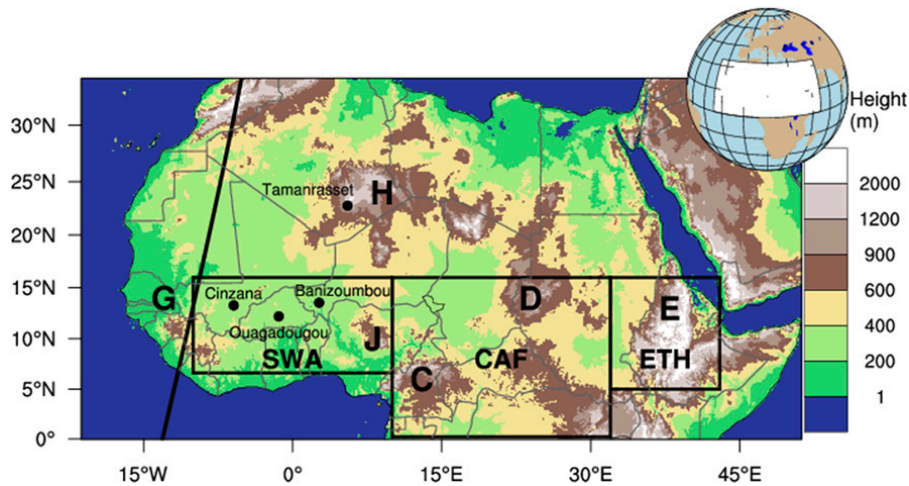 Height
(m)
2000
1200
900
600
400
200
1
30°N
25°N
20°N
15°N
10°N
5°N
0°
15°W
0°
15°E
30°E
45°E
Tamanrasset
H
G
Cinzana
Banizoumbou
Ouagadougou
J
SWA
D
C
CAF
E
ETH